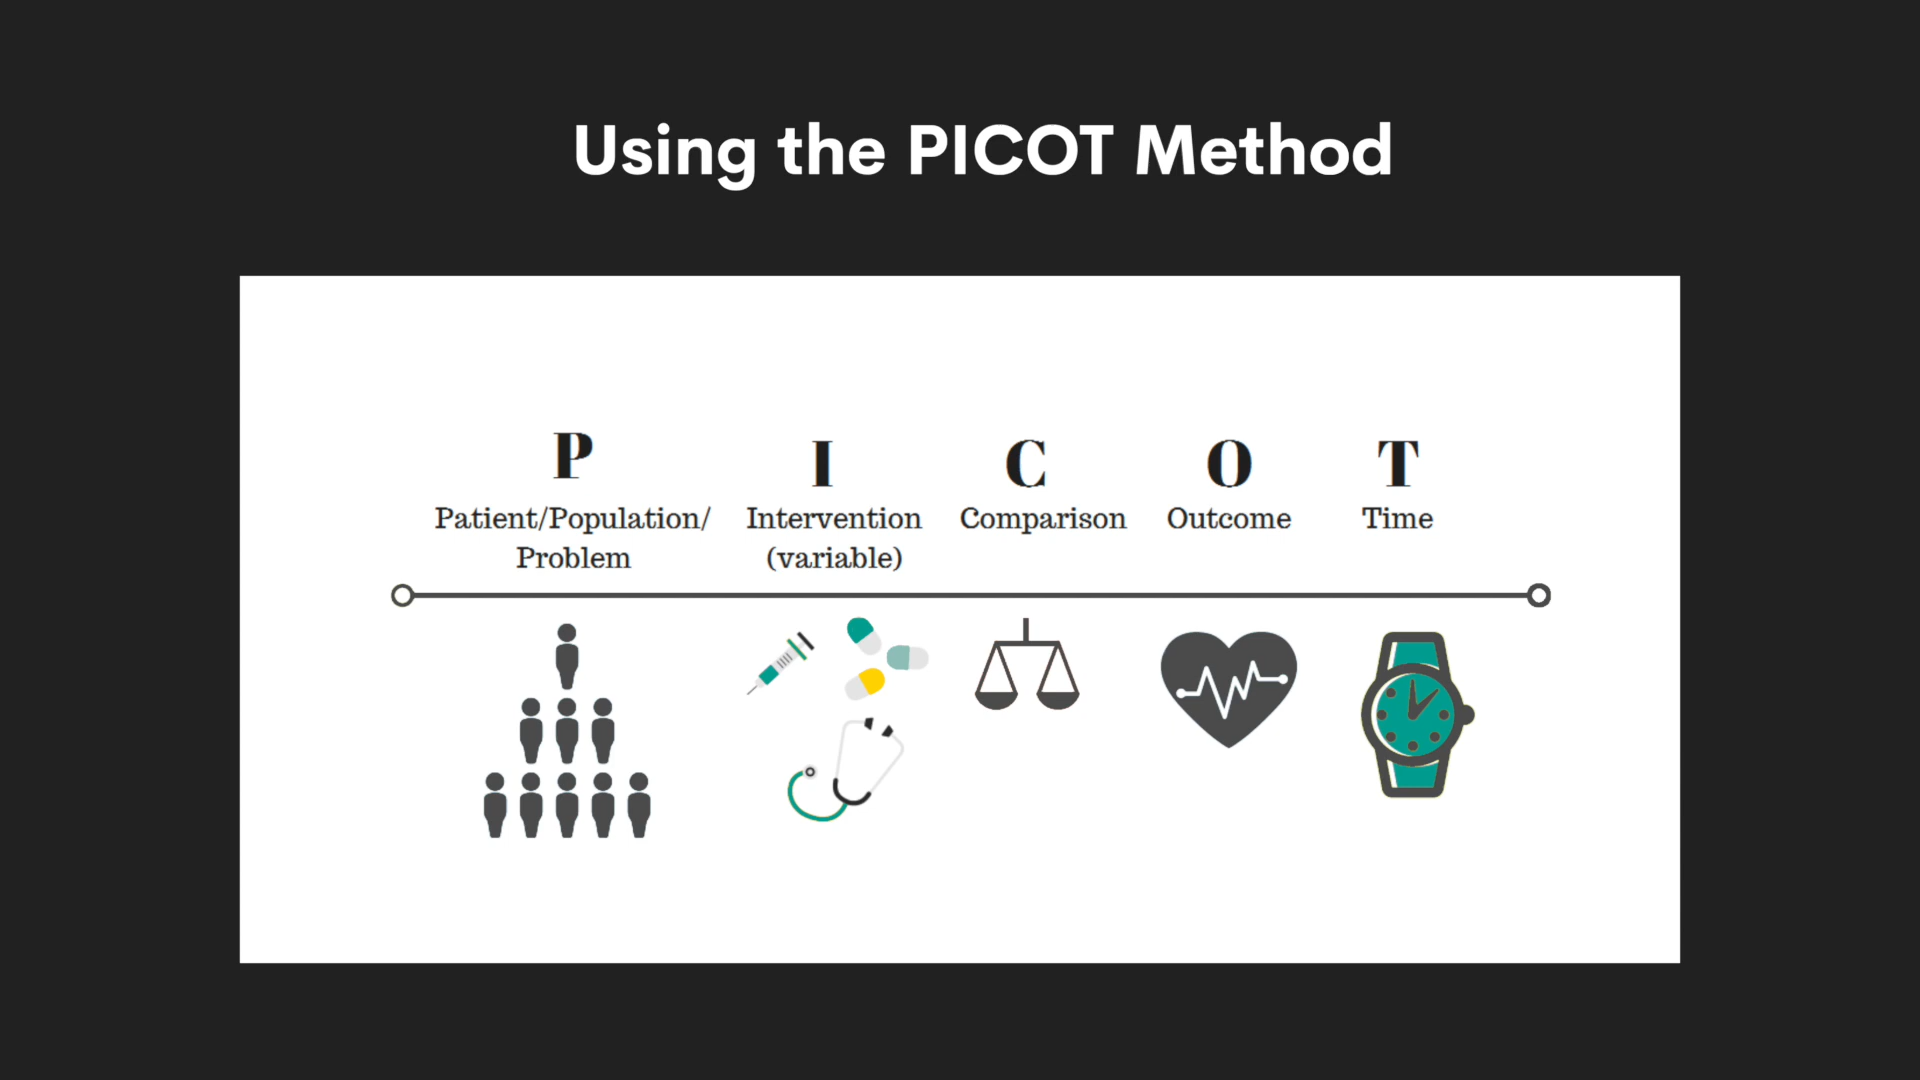 Using the PICOT Method
P I C O T
Patient/Population/ Intervention Comparison Outcome Time
Problem (variable)